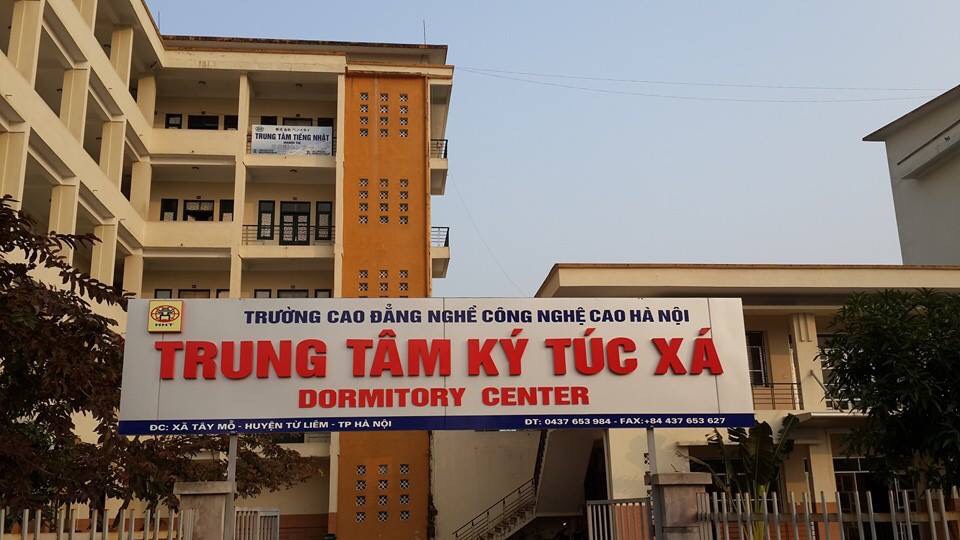 TRUNG TÂM TIẾNG NHẬT
HHT
TRƯỜNG CAO ĐẲNG NGHỀ CÔNG NGHỆ CAO HÀ NỘI
TRUNG TÂM KÝ TÚC XÁ
DORMITORY CENTER
ĐC: XÃ TÂY MỖ - HUYỆN TỪ LIÊM - TP HÀ NỘI
ĐT: 0437 653 984 - FAX:+84 437 653 627